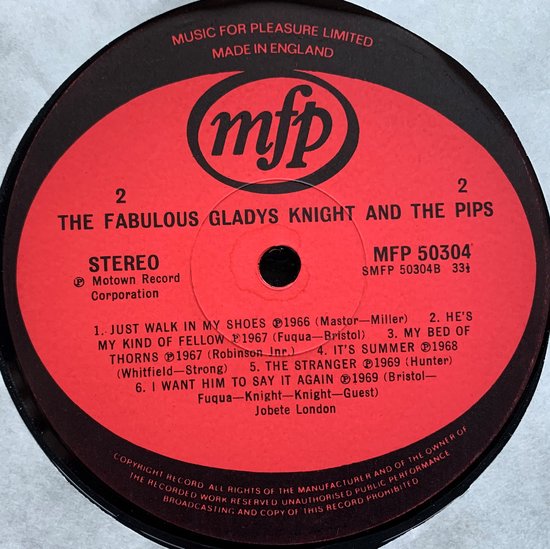 MUSIC FOR PLEASURE LIMITED
MADE IN ENGLAND
mfp
2 2
THE FABULOUS GLADYS KNIGHT AND THE PIPS
STEREO MFP 50304
℗ Motown Record SMFP 50304B 33⅓
Corporation
1. JUST WALK IN MY SHOES ℗1966 (Mastor—Miller) 2. HE'S
MY KIND OF FELLOW ℗1967 (Fuqua—Bristol) 3. MY BED OF
THORNS ℗1967 (Robinson Jnr.) 4. IT'S SUMMER ℗1968
(Whitfield—Strong) 5. THE STRANGER ℗1969 (Hunter)
6. I WANT HIM TO SAY IT AGAIN ℗1969 (Bristol—
Fuqua—Knight—Knight—Guest)
Jobete London
COPYRIGHT RECORD ALL RIGHTS OF THE MANUFACTURER AND OF THE OWNER OF
THE RECORDED WORK RESERVED UNAUTHORISED PUBLIC PERFORMANCE
BROADCASTING AND COPY OF THIS RECORD PROHIBITED